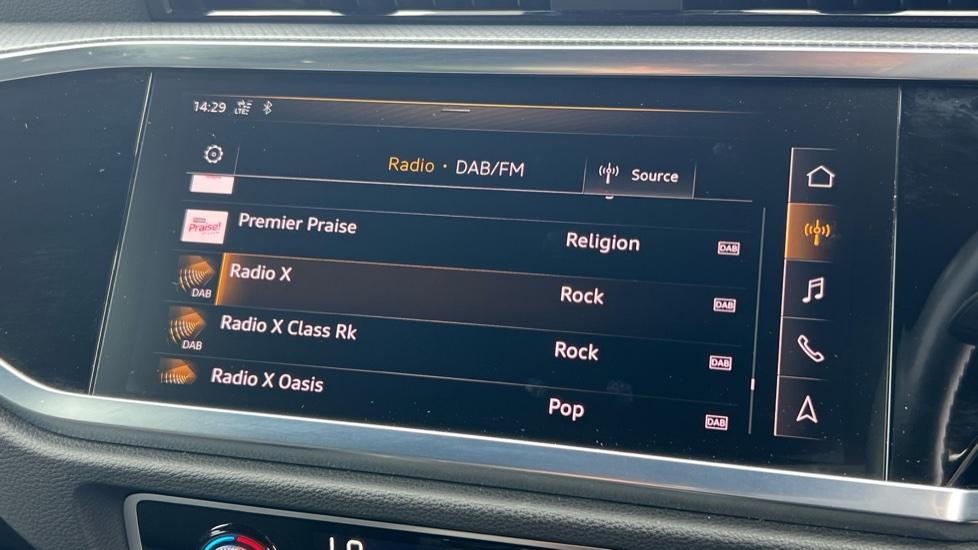 14:29 LTE
Radio · DAB/FM Source
Praise!
Premier Praise Religion DAB
DAB
Radio X Rock DAB
DAB
Radio X Class Rk Rock DAB
Radio X Oasis Pop DAB